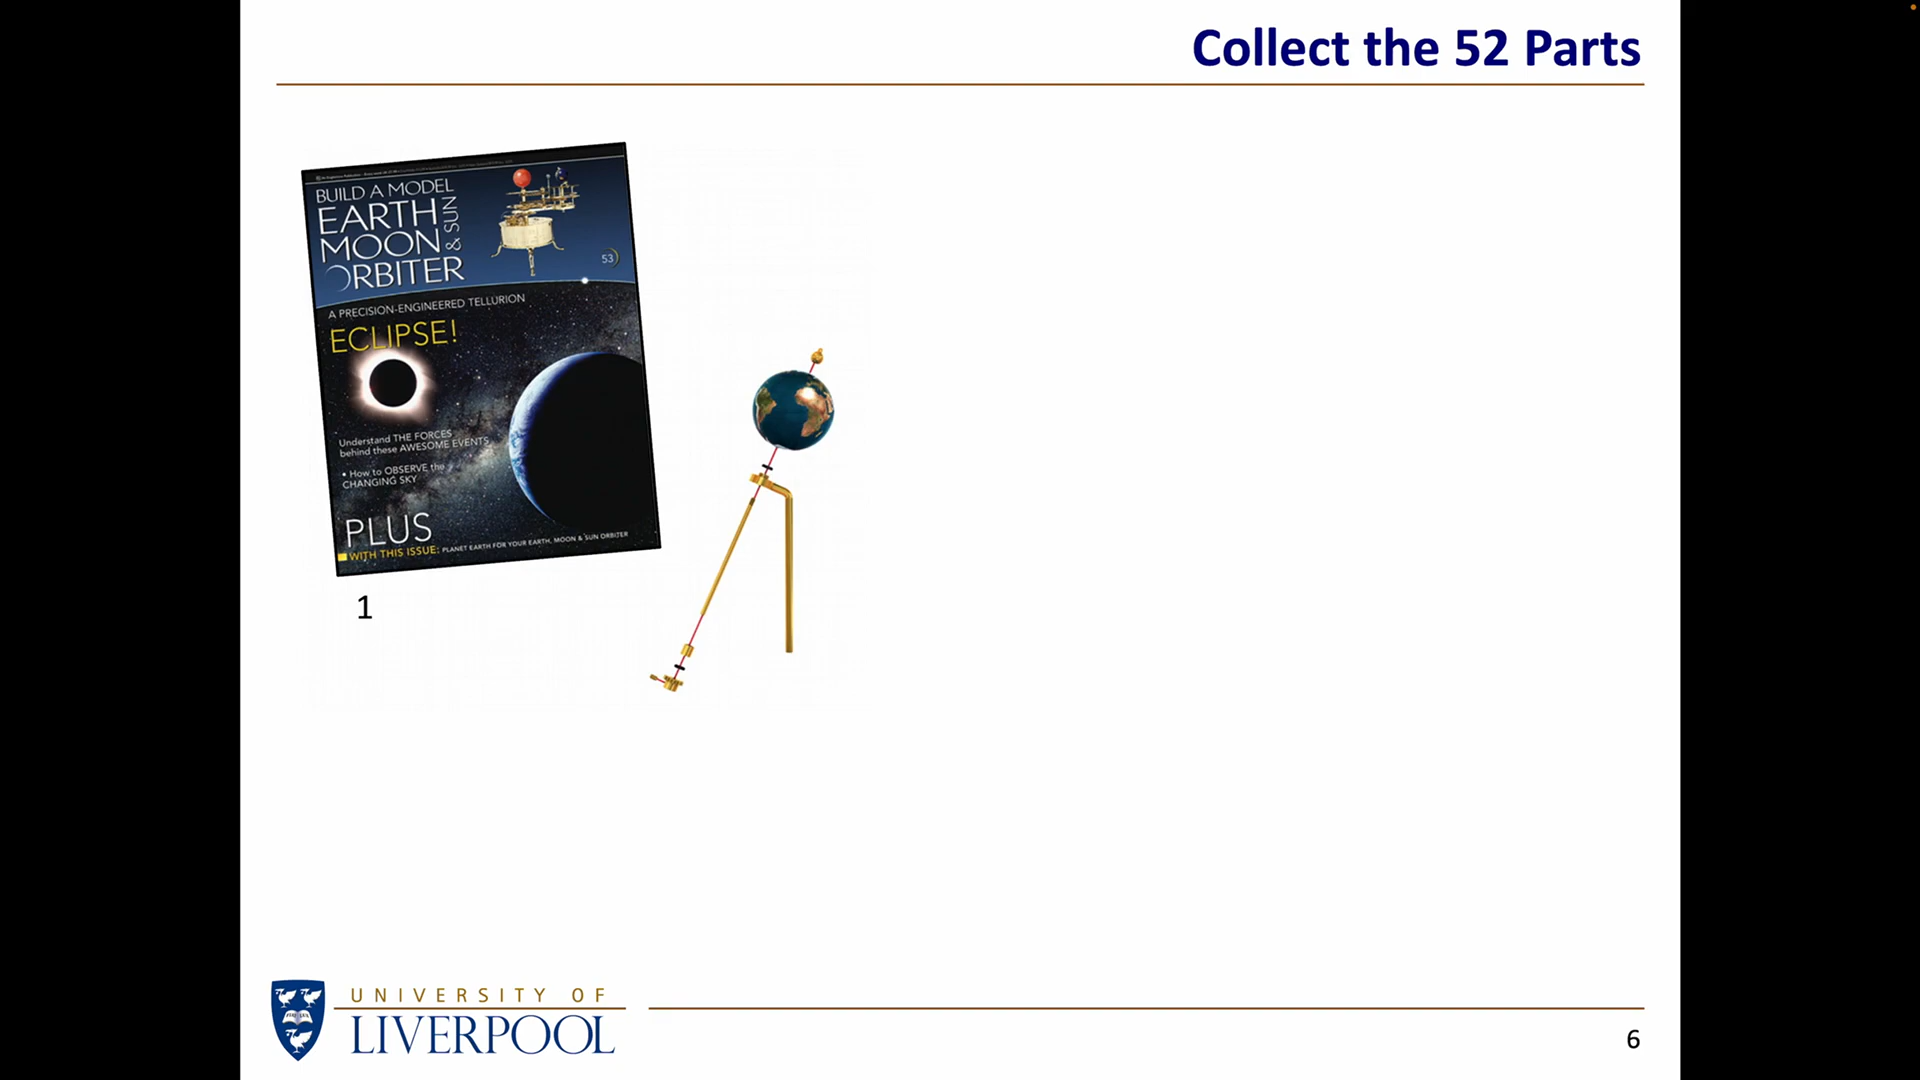 Collect the 52 Parts
BUILD A MODEL
EARTH
MOON
& SUN
ORBITER
53
A PRECISION-ENGINEERED TELLURION
ECLIPSE!
Understand THE FORCES
behind these AWESOME EVENTS
• How to OBSERVE the
CHANGING SKY
PLUS
WITH THIS ISSUE: PLANET EARTH FOR YOUR EARTH, MOON & SUN ORBITER
1
UNIVERSITY OF
LIVERPOOL
6